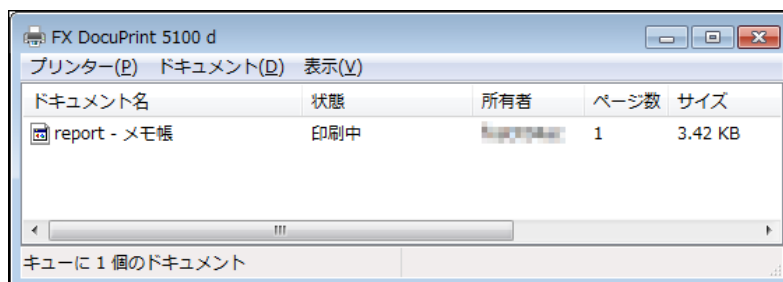 FX DocuPrint 5100 d
プリンター(P) ドキュメント(D) 表示(V)
ドキュメント名 状態 所有者 ページ数 サイズ
report - メモ帳 印刷中 1 3.42 KB
キューに 1 個のドキュメント